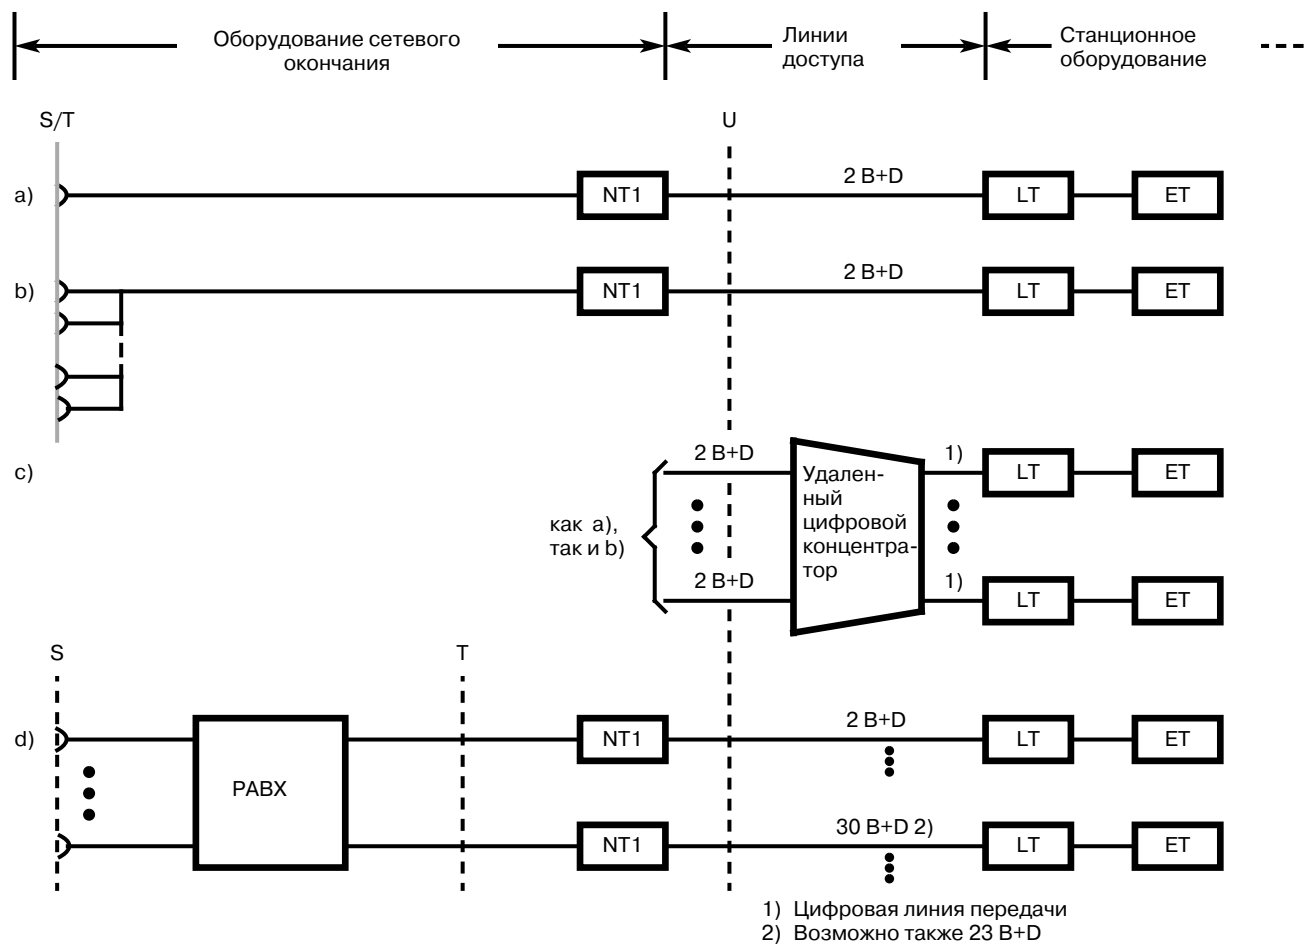 Оборудование сетевого
окончания
Линии
доступа
Станционное
оборудование
S/T
U
a)
NT1
2 B+D
LT
ET
b)
NT1
2 B+D
LT
ET
c)
как a),
так и b)
2 B+D
2 B+D
Удален-
ный
цифровой
концентра-
тор
1)
LT
ET
1)
LT
ET
S
T
d)
PABX
NT1
2 B+D
LT
ET
NT1
30 B+D 2)
LT
ET
1) Цифровая линия передачи
2) Возможно также 23 B+D